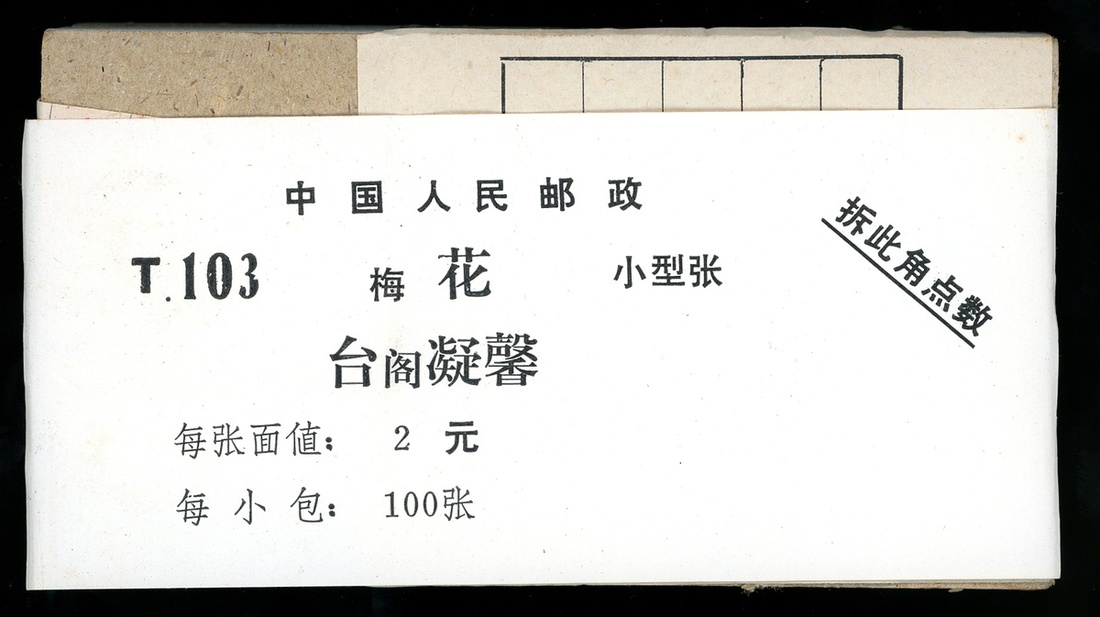 中国人民邮政
T.103 梅花 小型张
台阁凝馨
每张面值： 2 元
每小包： 100张
拆此角点数